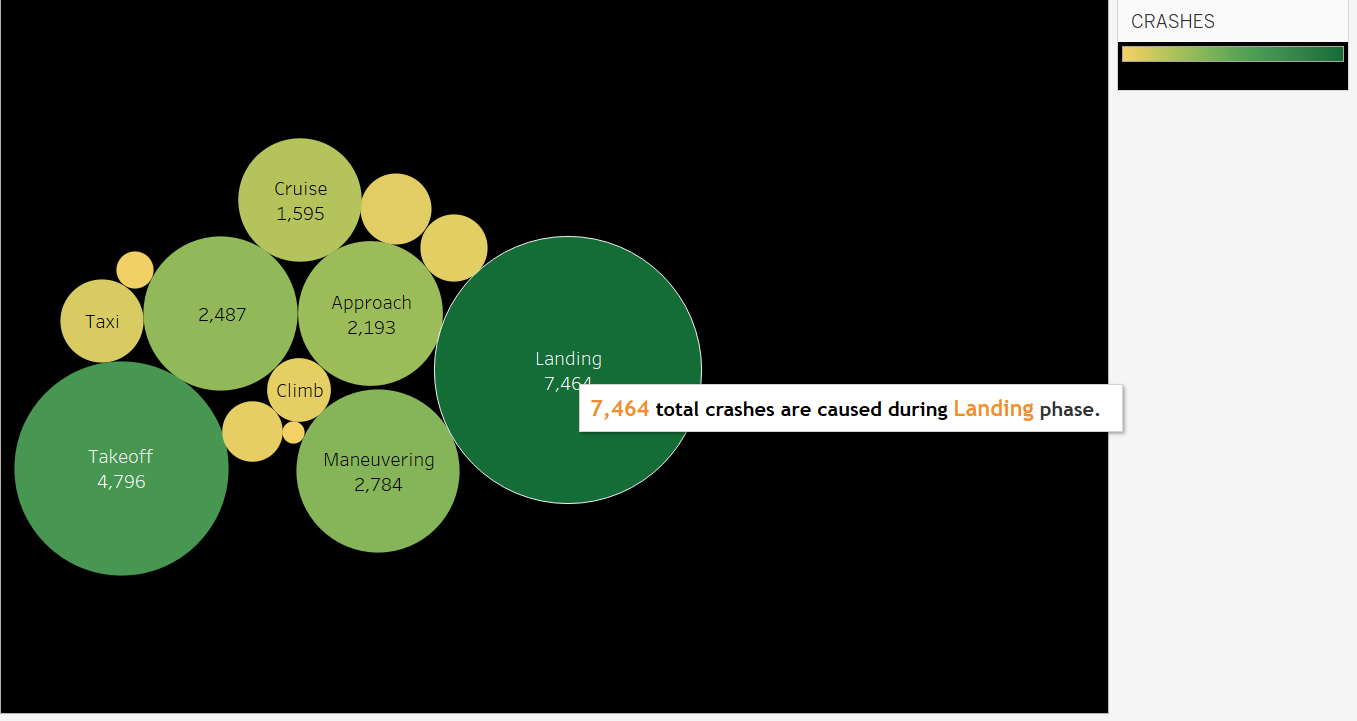 CRASHES
Cruise
1,595
Approach
2,193
2,487
Taxi
Landing
7,464
7,464 total crashes are caused during Landing phase.
Climb
Takeoff
4,796
Maneuvering
2,784